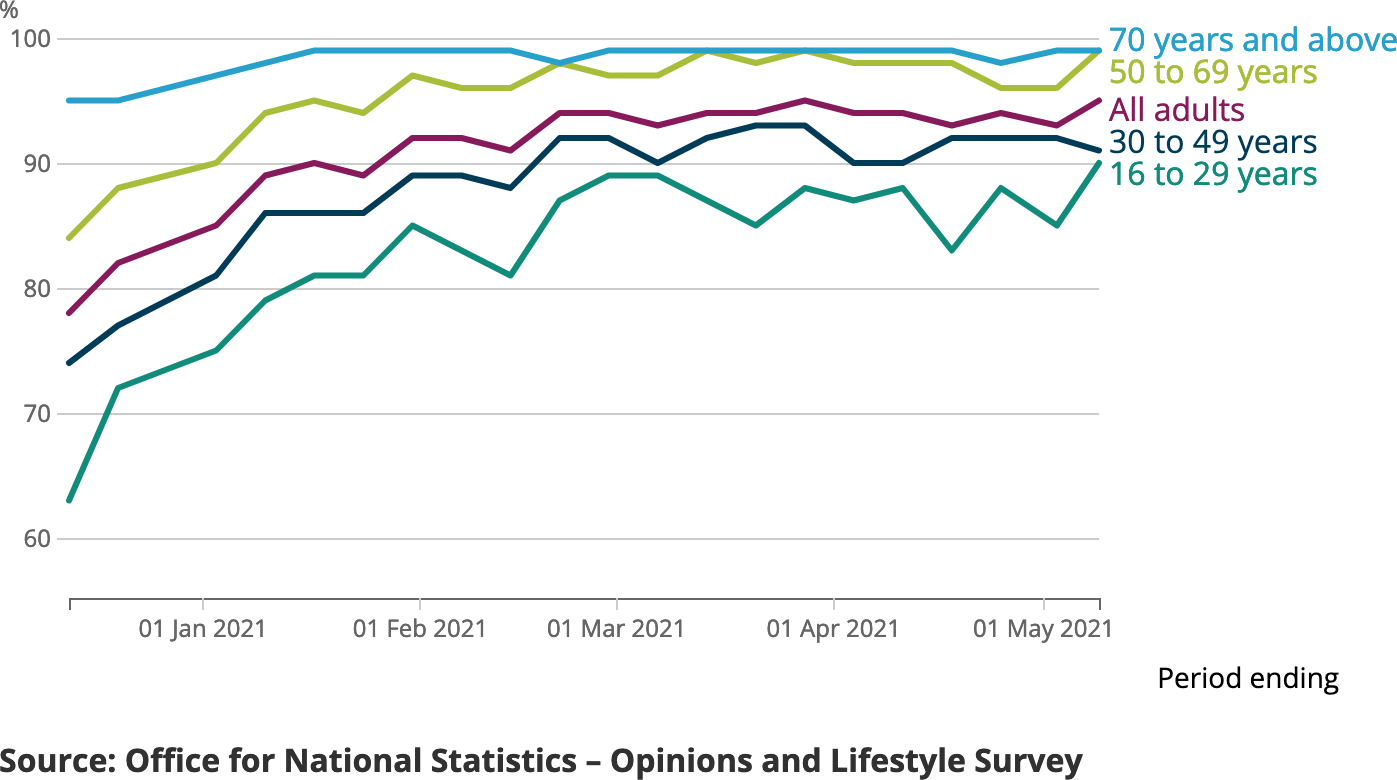 %
100
70 years and above
50 to 69 years
All adults
30 to 49 years
90
16 to 29 years
80
70
60
01 Jan 2021 01 Feb 2021 01 Mar 2021 01 Apr 2021 01 May 2021
Period ending
Source: Office for National Statistics – Opinions and Lifestyle Survey